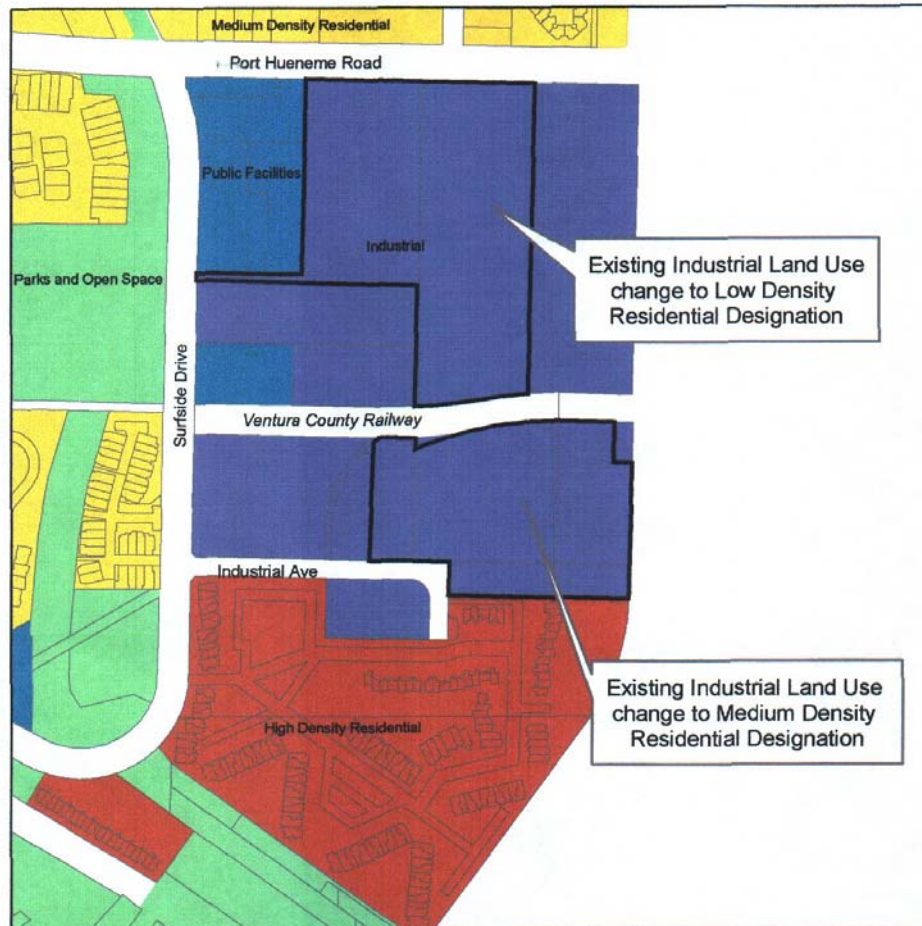 Medium Density Residential
Port Hueneme Road
Public Facilities
Industrial
Parks and Open Space
Existing Industrial Land Use
change to Low Density
Residential Designation
Surfside Drive
Ventura County Railway
Industrial Ave
Existing Industrial Land Use
change to Medium Density
Residential Designation
High Density Residential